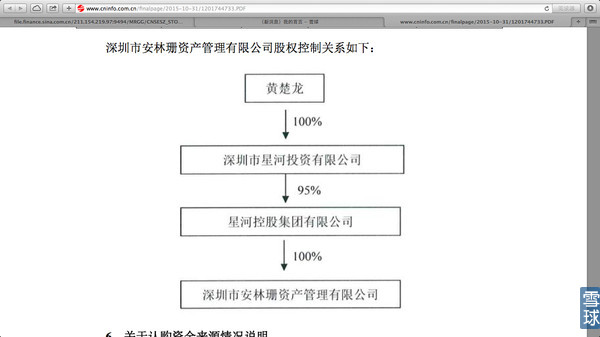 www.cninfo.com.cn/finalpage/2015-10-31/1201744731.PDF
file.finance.sina.com.cn/211.154.219.97:9494/MRGG/CNSESZ_STO...
我的首页 - 雪球
www.cninfo.com.cn/finalpage/2015-10-31/1201744731.PDF
深圳市安林珊资产管理有限公司股权控制关系如下：
黄楚龙
100%
深圳市星河投资有限公司
95%
星河控股集团有限公司
100%
深圳市安林珊资产管理有限公司
雪球
6、关于认购资金来源情况说明